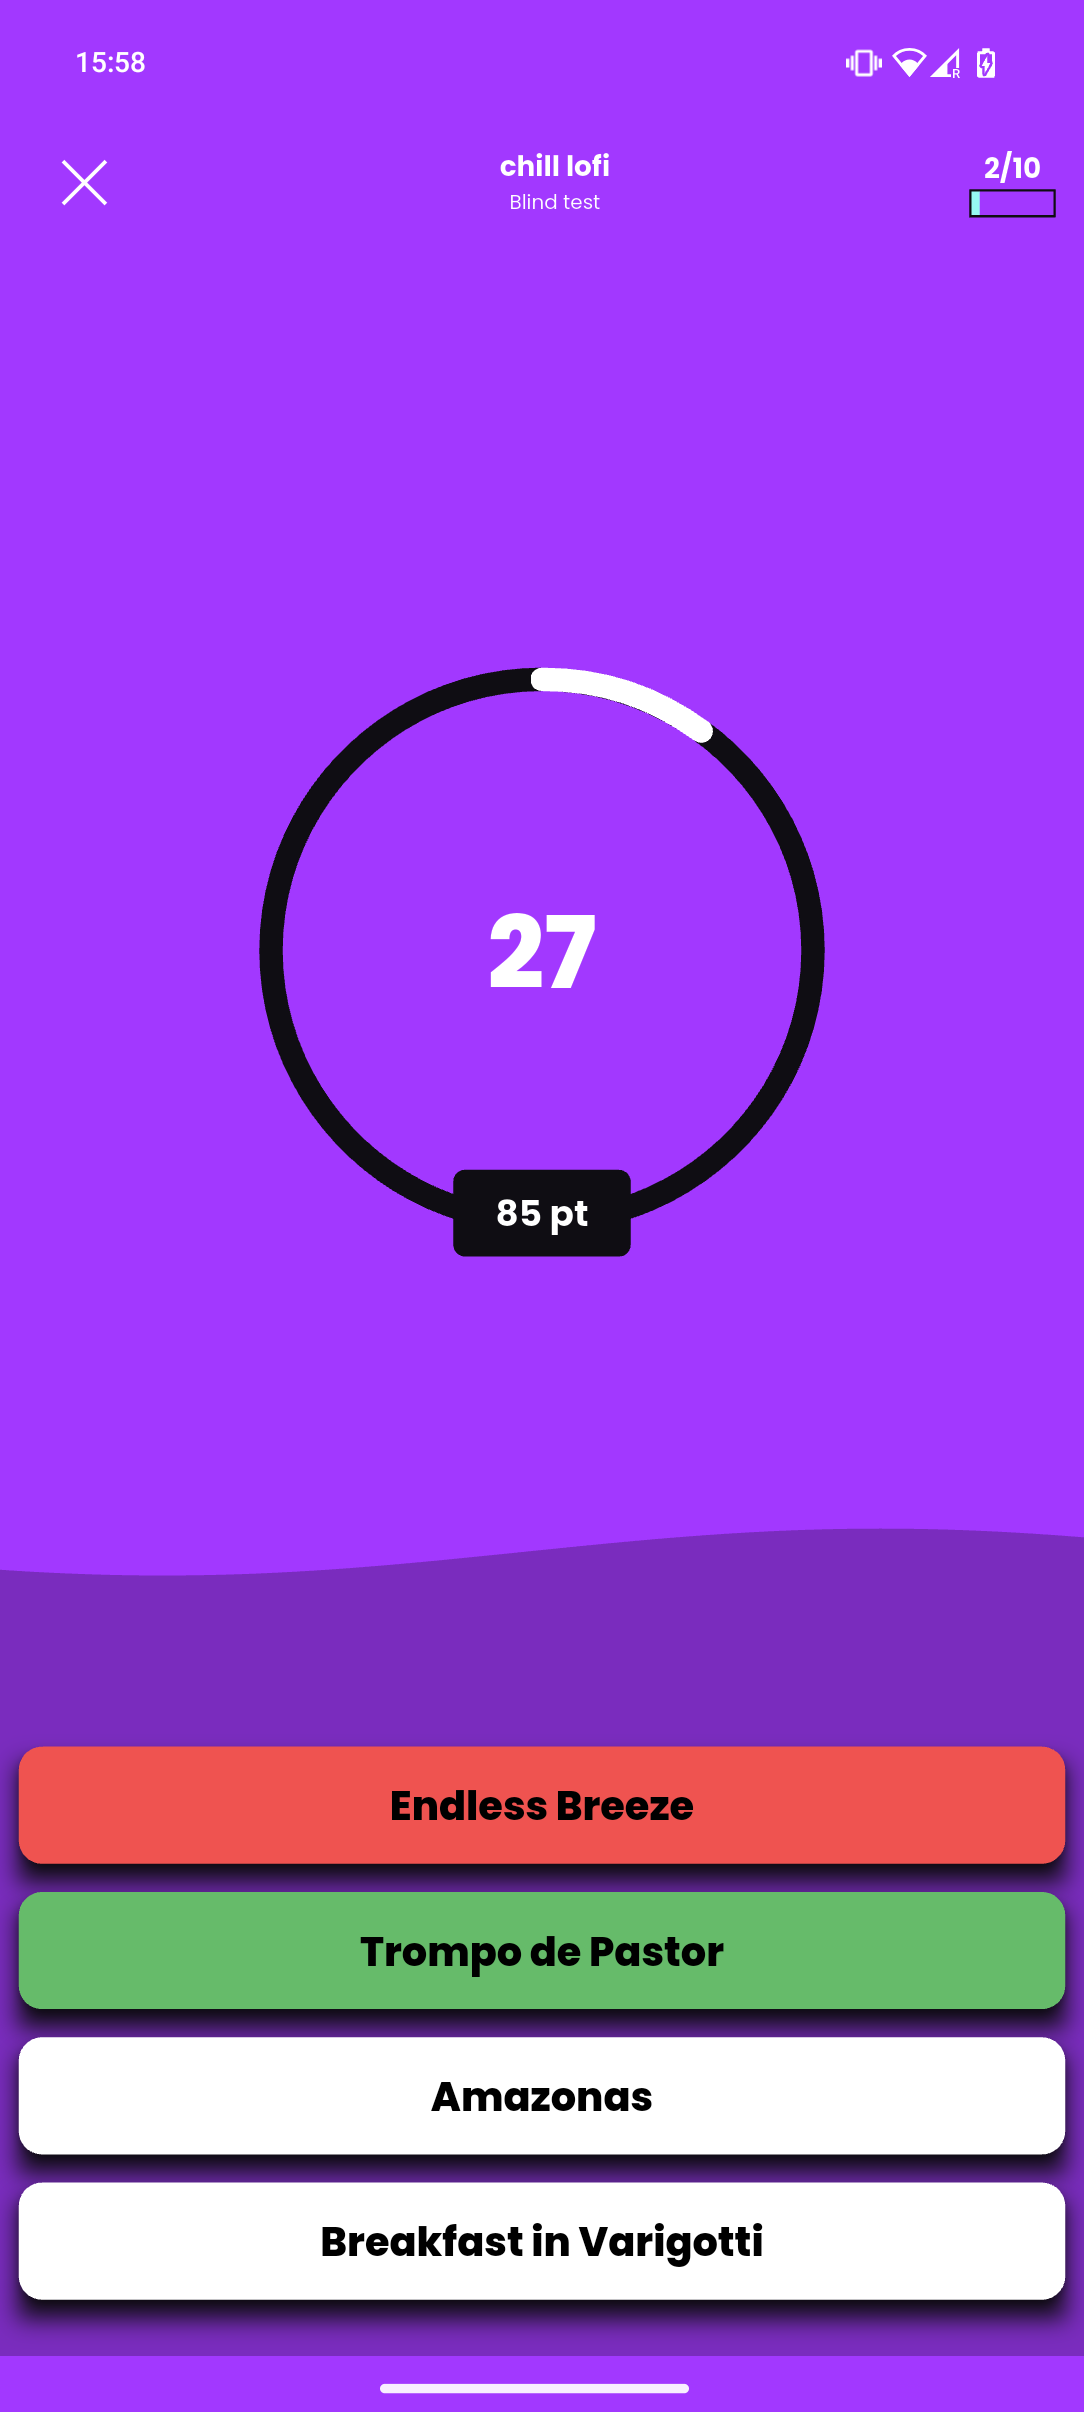 15:58
R
chill lofi
Blind test
2/10
27
85 pt
Endless Breeze
Trompo de Pastor
Amazonas
Breakfast in Varigotti